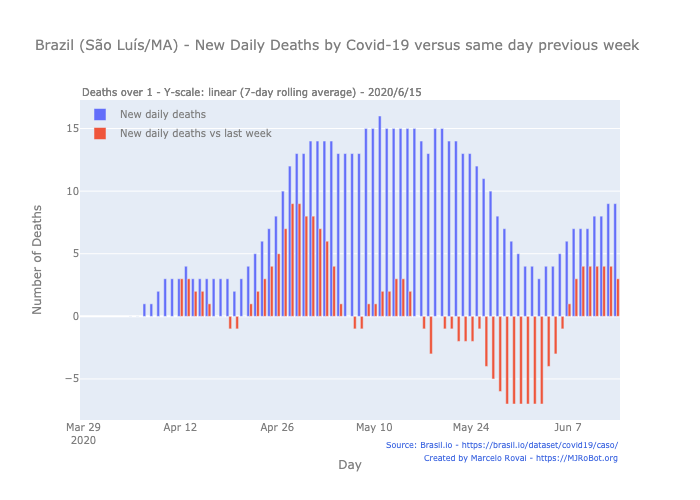 Brazil (São Luís/MA) - New Daily Deaths by Covid-19 versus same day previous week
Deaths over 1 - Y-scale: linear (7-day rolling average) - 2020/6/15
New daily deaths
New daily deaths vs last week
15
10
5
0
−5
Number of Deaths
Mar 29
2020
Apr 12
Apr 26
May 10
May 24
Jun 7
Day
Source: Brasil.io - https://brasil.io/dataset/covid19/caso/
Created by Marcelo Rovai - https://MJRoBot.org